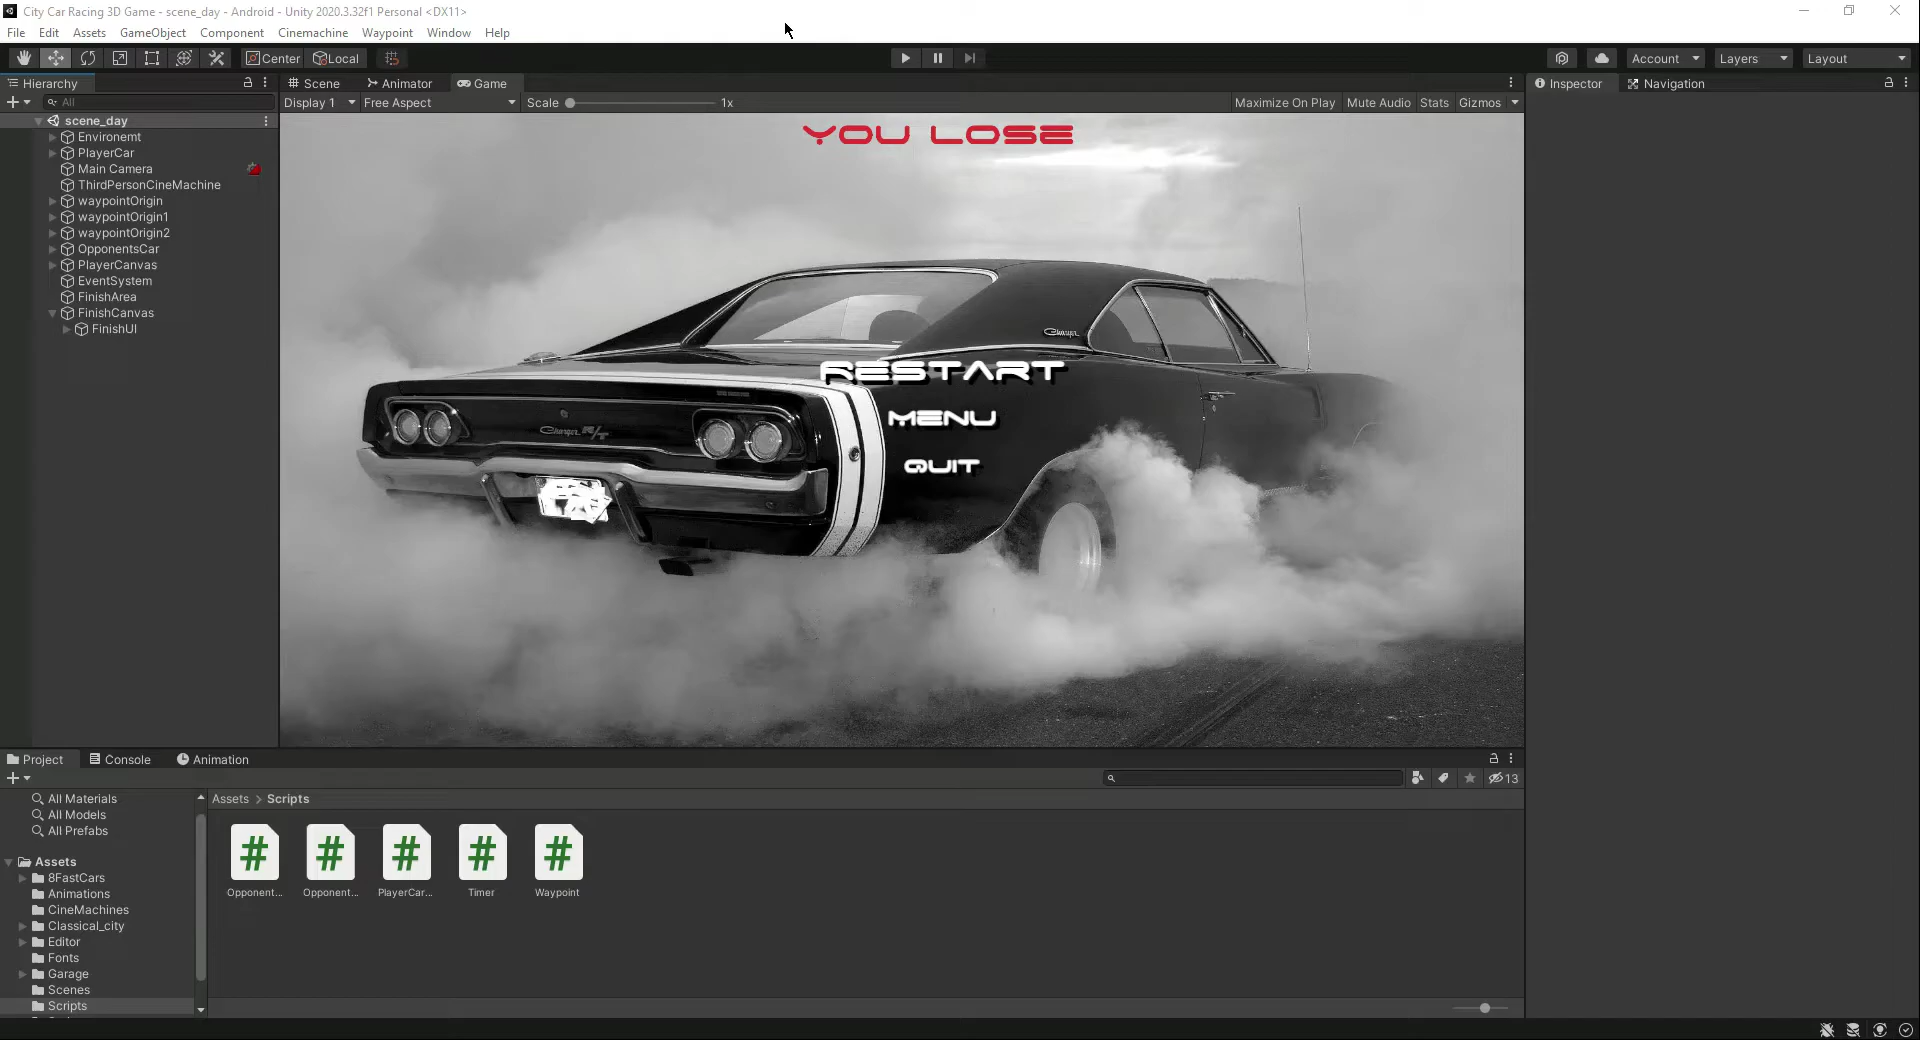 City Car Racing 3D Game - scene_day - Android - Unity 2020.3.32f1 Personal <DX11>
File Edit Assets GameObject Component Cinemachine Waypoint Window Help
Center Local Account Layers Layout
Hierarchy
All
scene_day
Environemt
PlayerCar
Main Camera
ThirdPersonCineMachine
waypointOrigin
waypointOrigin1
waypointOrigin2
OpponentsCar
PlayerCanvas
EventSystem
FinishArea
FinishCanvas
FinishUI
Scene Animator Game
Display 1 Free Aspect Scale 1x Maximize On Play Mute Audio Stats Gizmos
YOU LOSE
Charger
RESTART
MENU
Charger R/T
QUIT
Inspector Navigation
Project Console Animation
13
All Materials
All Models
All Prefabs
Assets
8FastCars
Animations
CineMachines
Classical_city
Editor
Fonts
Garage
Scenes
Scripts
Assets > Scripts
Opponent... Opponent... PlayerCar... Timer Waypoint